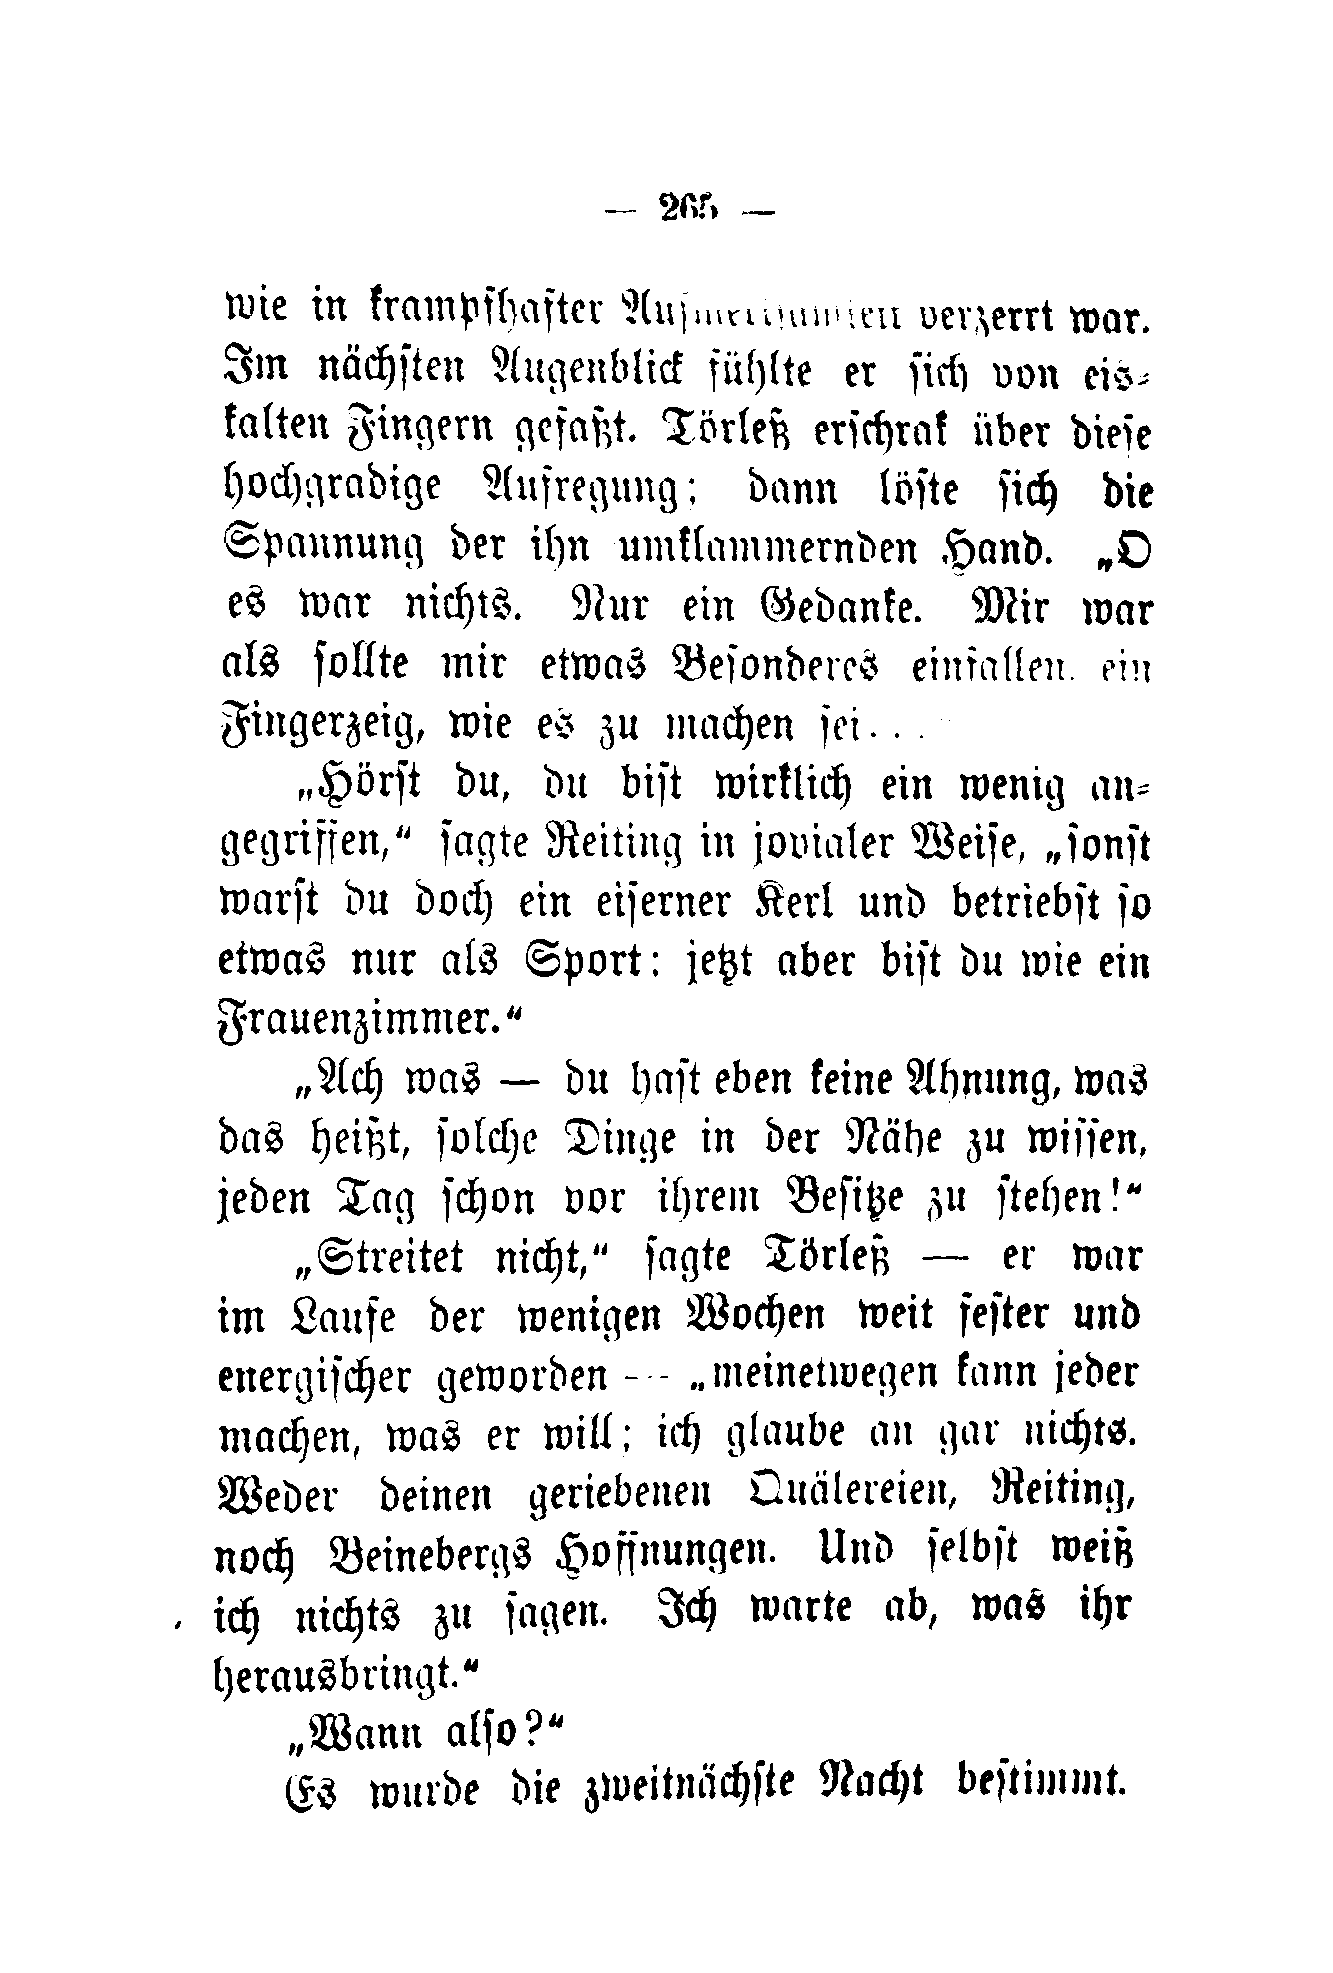 — 265 —
wie in krampfhafter verzerrt war.
Im nächsten Augenblick fühlte er sich von eis-
kalten Fingern gefaßt. Törleß erschrak über diese
hochgradige Aufregung; dann löste sich die
Spannung der ihn umklammernden Hand. „O
es war nichts. Nur ein Gedanke. Mir war
als sollte mir etwas Besonderes einfallen, ein
Fingerzeig, wie es zu machen sei...
„Hörst du, du bist wirklich ein wenig an-
gegriffen,“ sagte Reiting in jovialer Weise, „sonst
warst du doch ein eiserner Kerl und betriebst so
etwas nur als Sport: jetzt aber bist du wie ein
Frauenzimmer.“
„Ach was — du hast eben keine Ahnung, was
das heißt, solche Dinge in der Nähe zu wissen,
jeden Tag schon vor ihrem Besitze zu stehen!“
„Streitet nicht,“ sagte Törleß — er war
im Laufe der wenigen Wochen weit fester und
energischer geworden — „meinetwegen kann jeder
machen, was er will; ich glaube an gar nichts.
Weder deinen geriebenen Quälereien, Reiting,
noch Beinebergs Hoffnungen. Und selbst weiß
ich nichts zu sagen. Ich warte ab, was ihr
herausbringt.“
„Wann also?“
Es wurde die zweitnächste Nacht bestimmt.